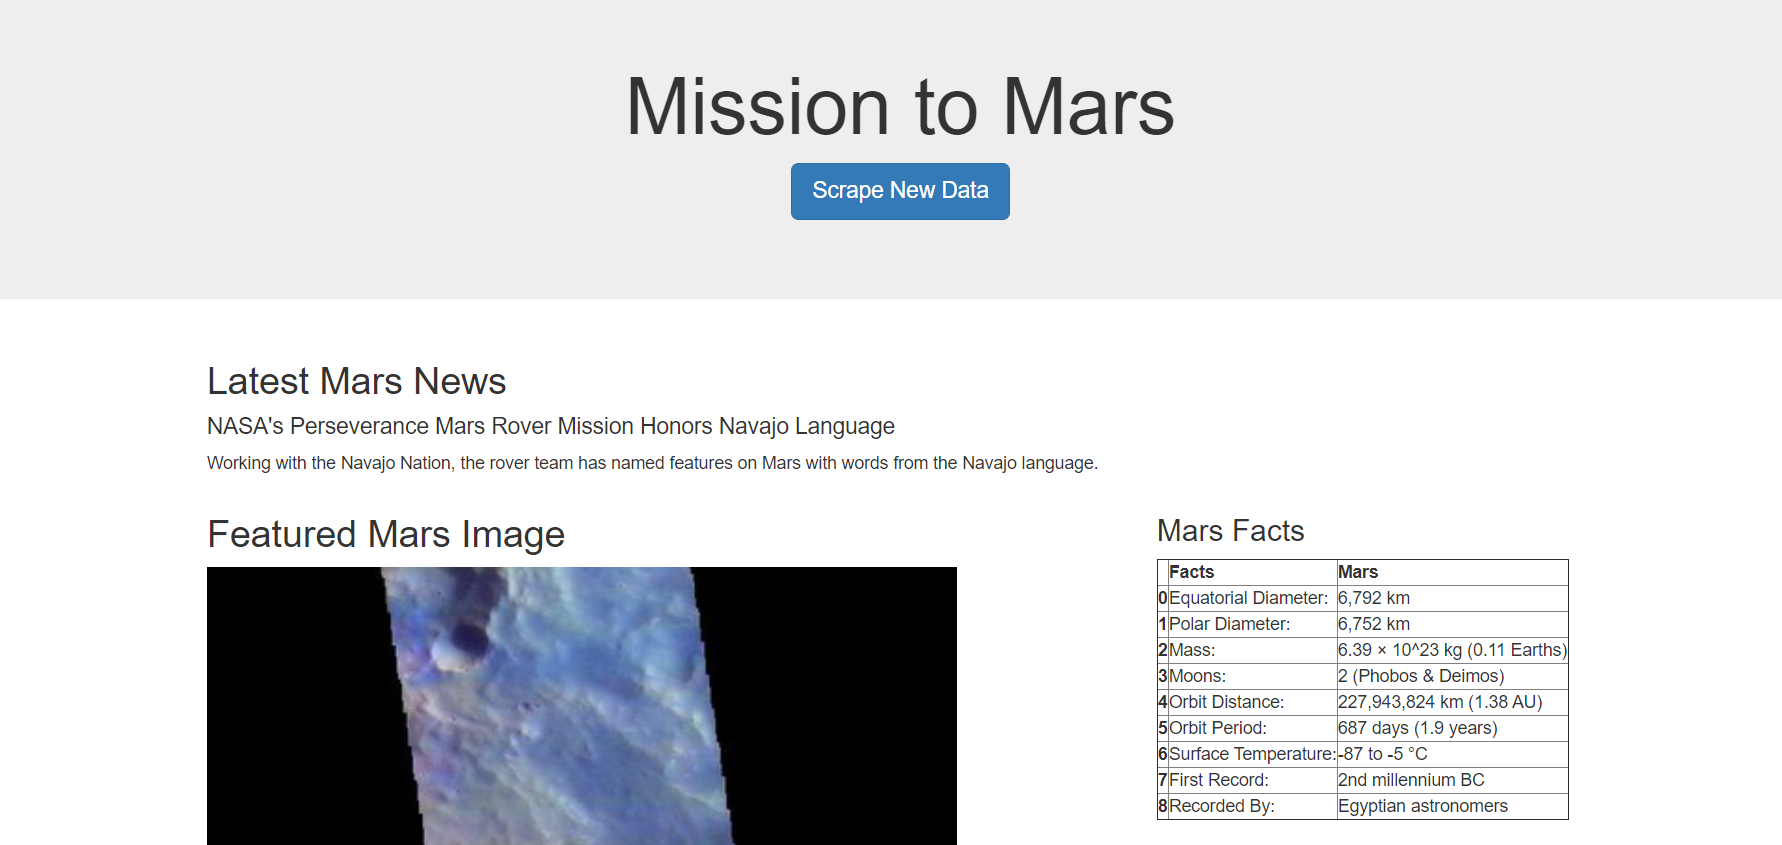 Mission to Mars
Scrape New Data
Latest Mars News
NASA's Perseverance Mars Rover Mission Honors Navajo Language
Working with the Navajo Nation, the rover team has named features on Mars with words from the Navajo language.
Featured Mars Image
Mars Facts
Facts Mars
0 Equatorial Diameter: 6,792 km
1 Polar Diameter: 6,752 km
2 Mass: 6.39 × 10^23 kg (0.11 Earths)
3 Moons: 2 (Phobos & Deimos)
4 Orbit Distance: 227,943,824 km (1.38 AU)
5 Orbit Period: 687 days (1.9 years)
6 Surface Temperature: -87 to -5 °C
7 First Record: 2nd millennium BC
8 Recorded By: Egyptian astronomers